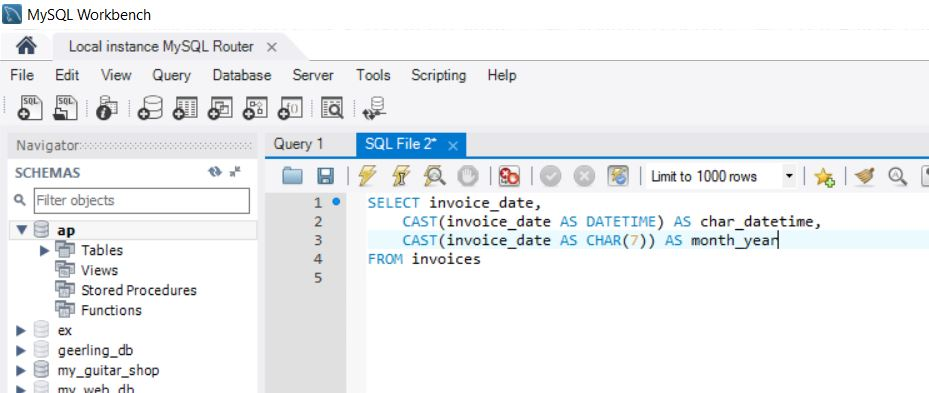 MySQL Workbench
Local instance MySQL Router ×
File Edit View Query Database Server Tools Scripting Help
Navigator
Query 1 SQL File 2* ×
SCHEMAS
Limit to 1000 rows
Filter objects
ap
Tables
Views
Stored Procedures
Functions
ex
geerling_db
my_guitar_shop
my_web_db
1 SELECT invoice_date,
2 CAST(invoice_date AS DATETIME) AS char_datetime,
3 CAST(invoice_date AS CHAR(7)) AS month_year
4 FROM invoices
5